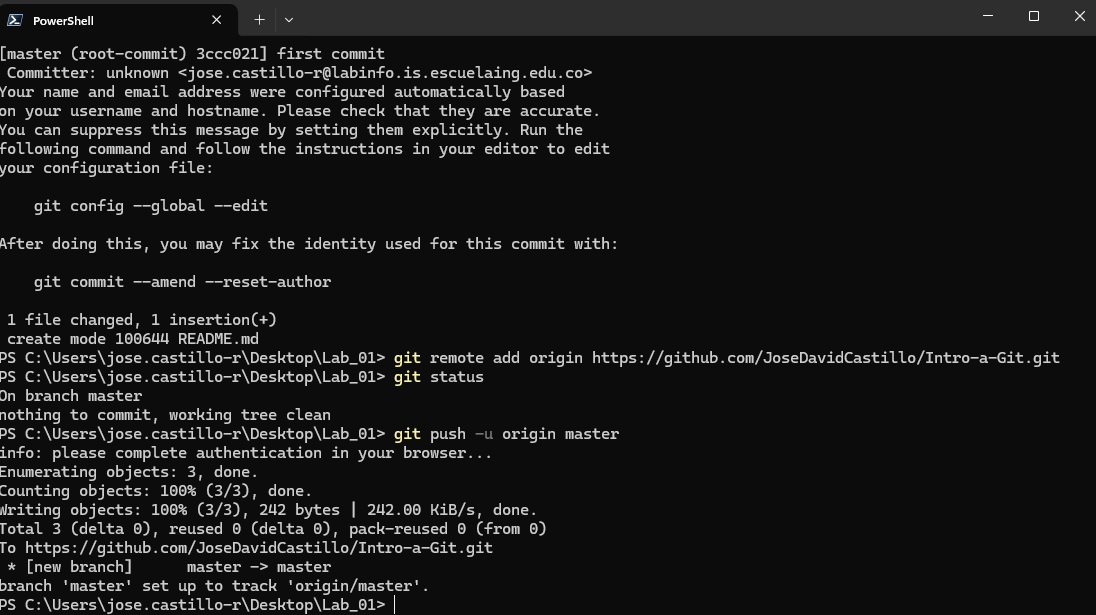 PowerShell
[master (root-commit) 3ccc021] first commit
 Committer: unknown <jose.castillo-r@labinfo.is.escuelaing.edu.co>
Your name and email address were configured automatically based
on your username and hostname. Please check that they are accurate.
You can suppress this message by setting them explicitly. Run the
following command and follow the instructions in your editor to edit
your configuration file:
    git config --global --edit
After doing this, you may fix the identity used for this commit with:
    git commit --amend --reset-author
 1 file changed, 1 insertion(+)
 create mode 100644 README.md
PS C:\Users\jose.castillo-r\Desktop\Lab_01> git remote add origin https://github.com/JoseDavidCastillo/Intro-a-Git.git
PS C:\Users\jose.castillo-r\Desktop\Lab_01> git status
On branch master
nothing to commit, working tree clean
PS C:\Users\jose.castillo-r\Desktop\Lab_01> git push -u origin master
info: please complete authentication in your browser...
Enumerating objects: 3, done.
Counting objects: 100% (3/3), done.
Writing objects: 100% (3/3), 242 bytes | 242.00 KiB/s, done.
Total 3 (delta 0), reused 0 (delta 0), pack-reused 0 (from 0)
To https://github.com/JoseDavidCastillo/Intro-a-Git.git
 * [new branch]      master -> master
branch 'master' set up to track 'origin/master'.
PS C:\Users\jose.castillo-r\Desktop\Lab_01>